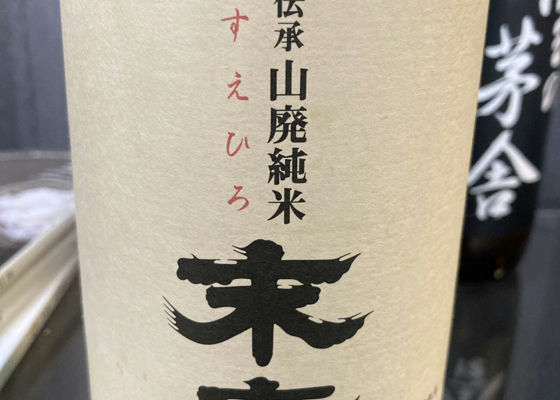 伝承 山廃純米
すえひろ
末
茅舎